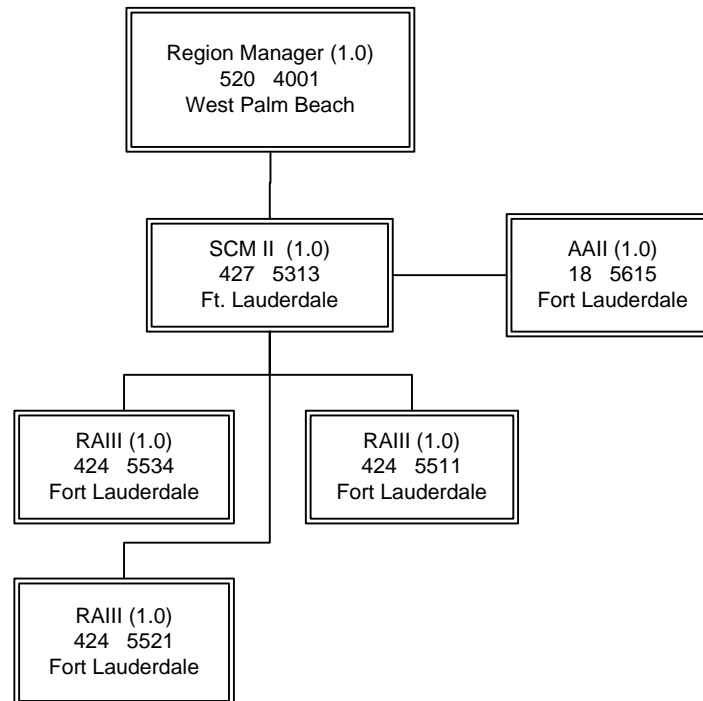 Region Manager (1.0)
520 4001
West Palm Beach
SCM II (1.0)
427 5313
Ft. Lauderdale
AAII (1.0)
18 5615
Fort Lauderdale
RAIII (1.0)
424 5534
Fort Lauderdale
RAIII (1.0)
424 5511
Fort Lauderdale
RAIII (1.0)
424 5521
Fort Lauderdale